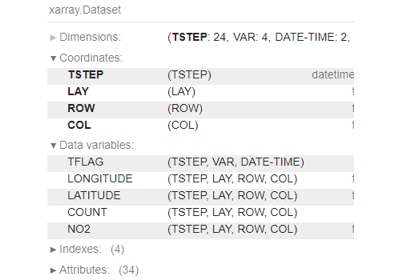 xarray.Dataset
► Dimensions: (TSTEP: 24, VAR: 4, DATE-TIME: 2,
▼ Coordinates:
TSTEP (TSTEP) datetime
LAY (LAY) f
ROW (ROW) f
COL (COL) f
▼ Data variables:
TFLAG (TSTEP, VAR, DATE-TIME)
LONGITUDE (TSTEP, LAY, ROW, COL) f
LATITUDE (TSTEP, LAY, ROW, COL) f
COUNT (TSTEP, LAY, ROW, COL)
NO2 (TSTEP, LAY, ROW, COL) f
► Indexes: (4)
► Attributes: (34)